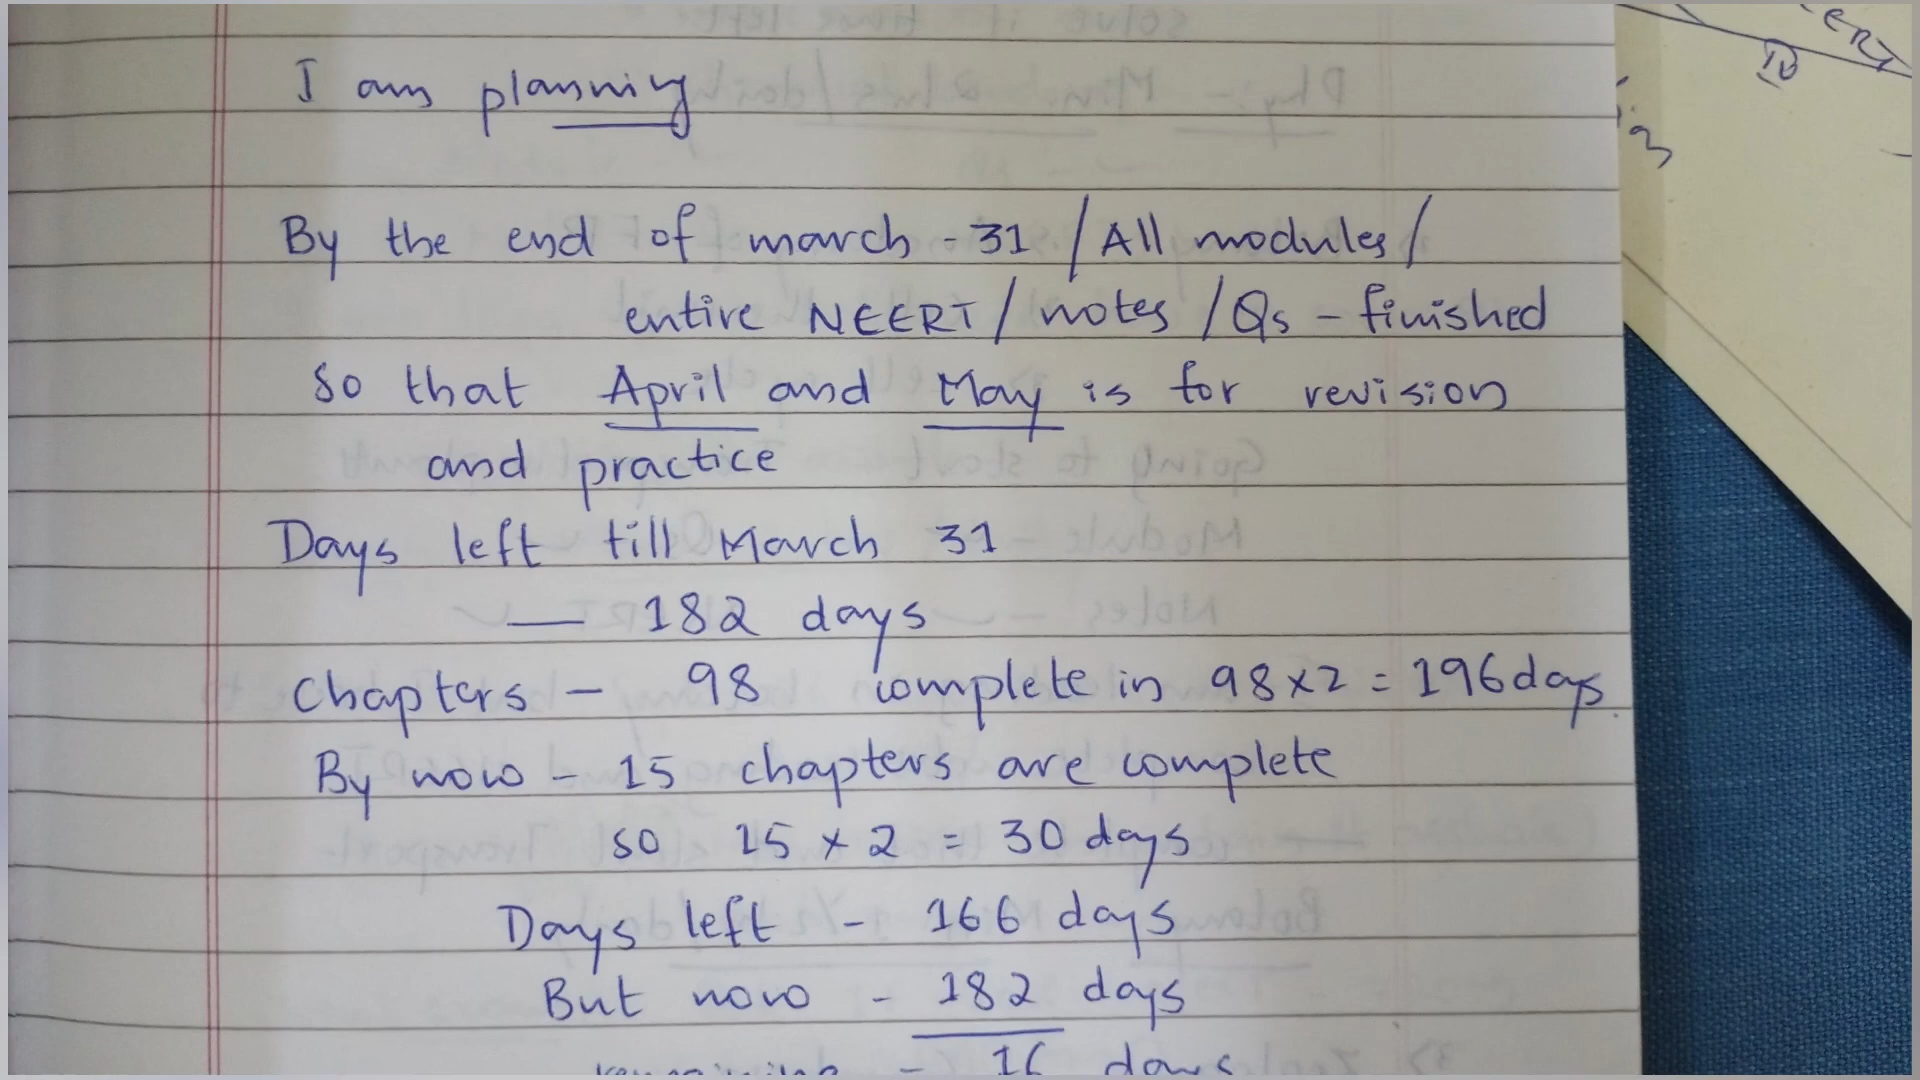 I am planning
By the end of march - 31 / All modules /
entire NEERT / notes / Qs - finished
so that April and May is for revision
and practice
Days left till March 31
— 182 days
Chapters - 98 complete in 98 x 2 = 196 days.
By now - 15 chapters are complete
so 15 x 2 = 30 days
Days left - 166 days
But now - 182 days
remaining - 16 days